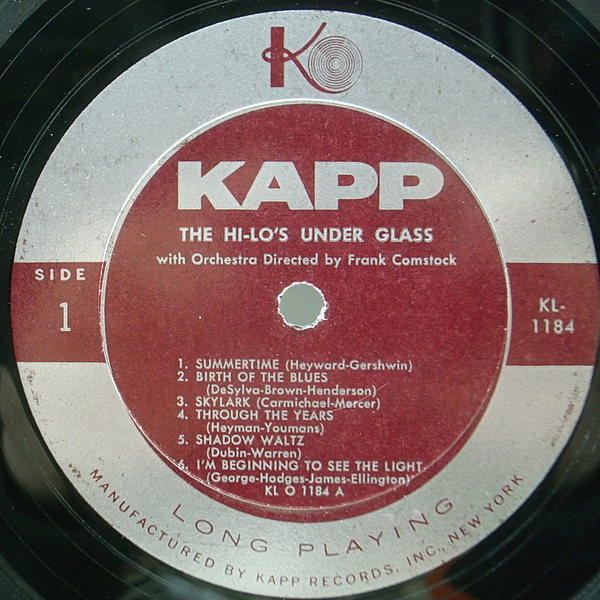 K
KAPP
THE HI-LO'S UNDER GLASS
with Orchestra Directed by Frank Comstock
SIDE
1
KL-
1184
1. SUMMERTIME (Heyward-Gershwin)
2. BIRTH OF THE BLUES
(DeSylva-Brown-Henderson)
3. SKYLARK (Carmichael-Mercer)
4. THROUGH THE YEARS
(Heyman-Youmans)
5. SHADOW WALTZ
(Dubin-Warren)
6. I'M BEGINNING TO SEE THE LIGHT
(George-Hodges-James-Ellington)
KL O 1184 A
LONG PLAYING
MANUFACTURED BY KAPP RECORDS, INC., NEW YORK